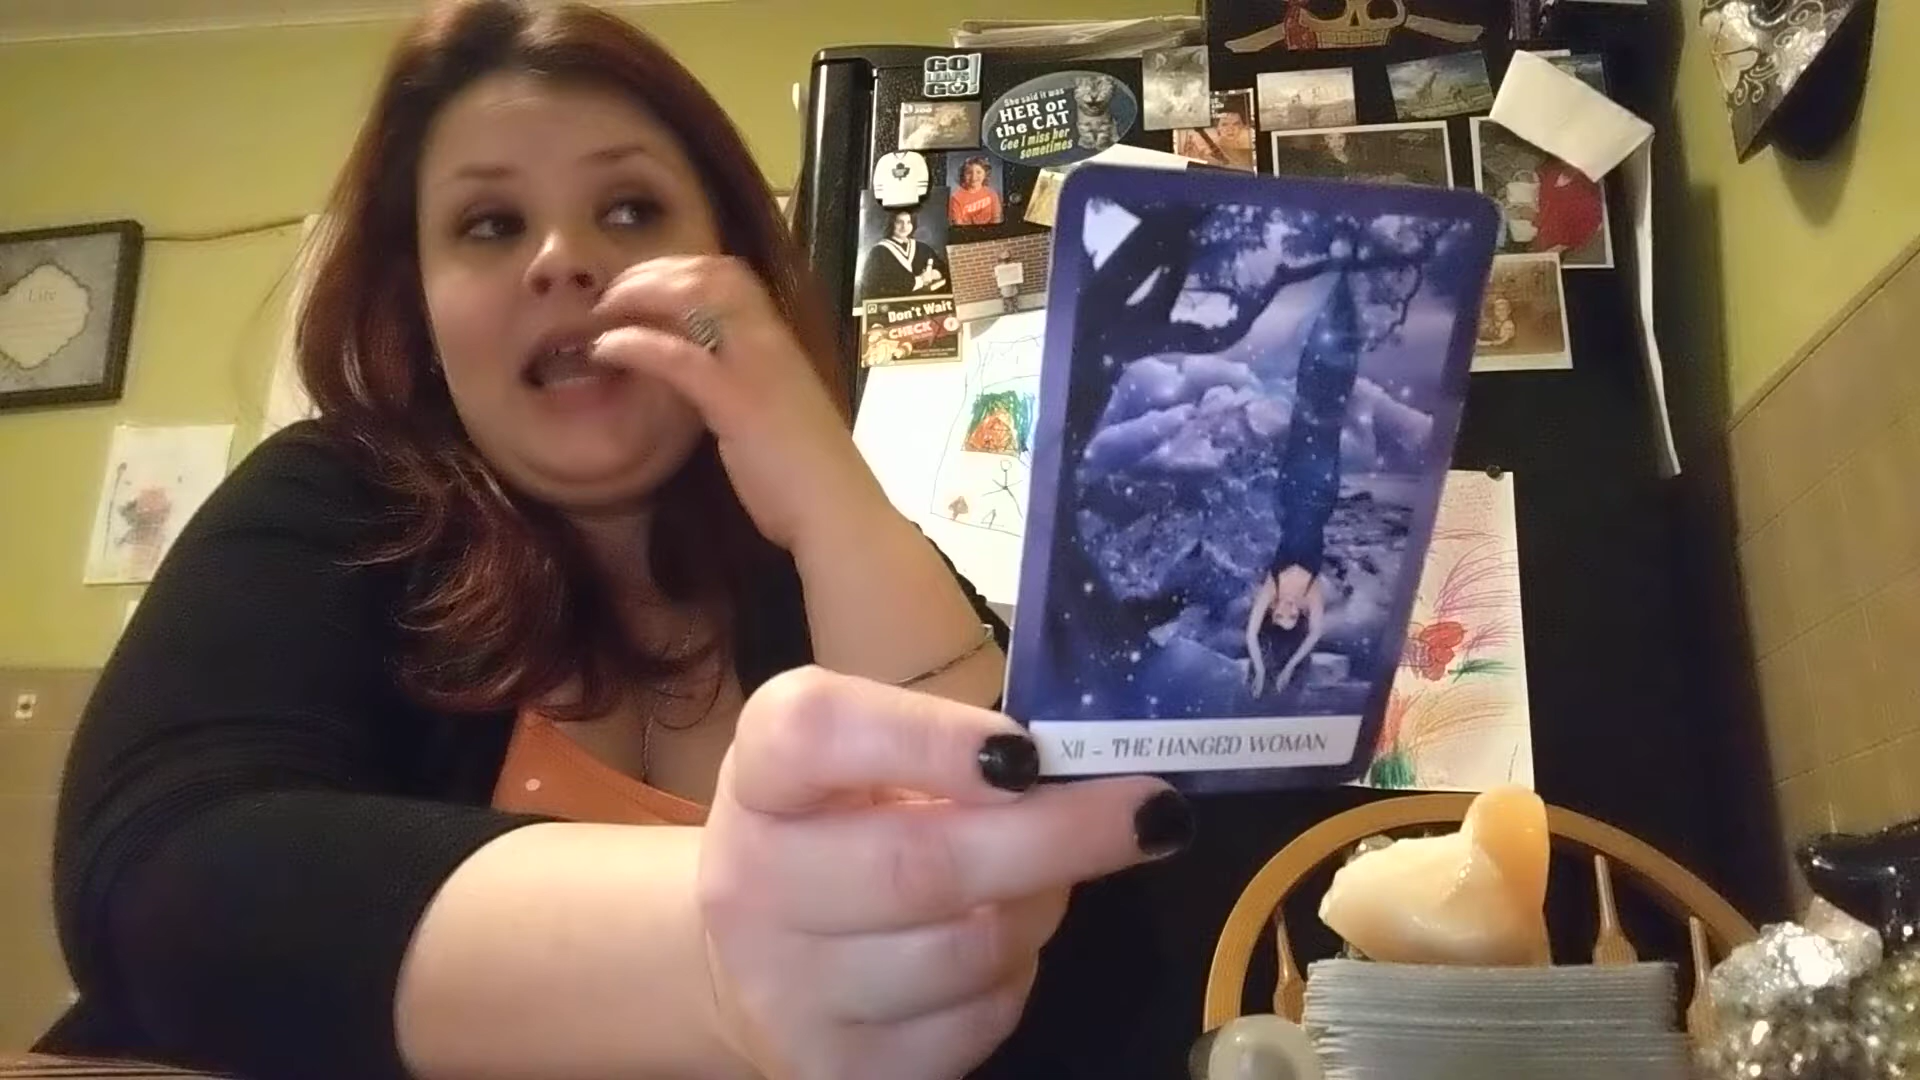 GO
LEAFS
GO!
She said it was
HER or
the CAT
Gee I miss her
sometimes
Life
Don't Wait
CHECK
XII - THE HANGED WOMAN